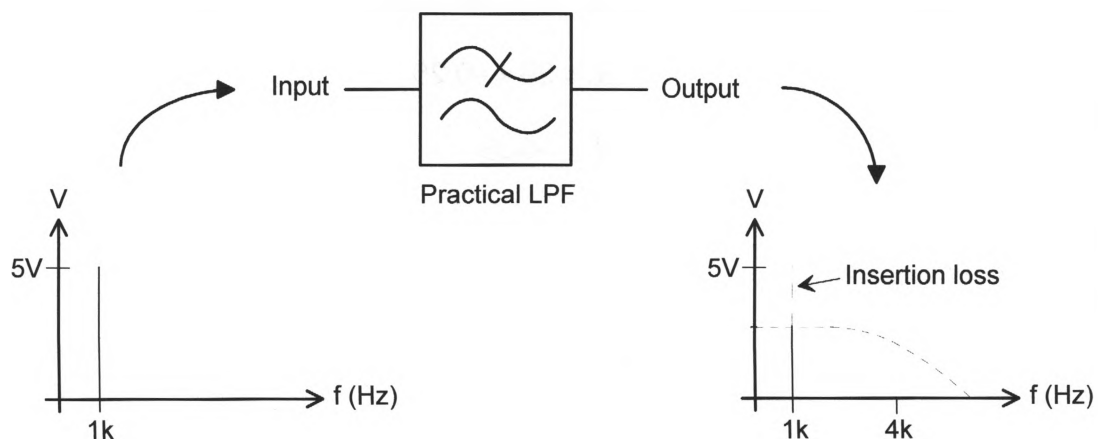 Input
Output
Practical LPF
V
5V
f (Hz)
1k
V
5V
Insertion loss
f (Hz)
1k
4k